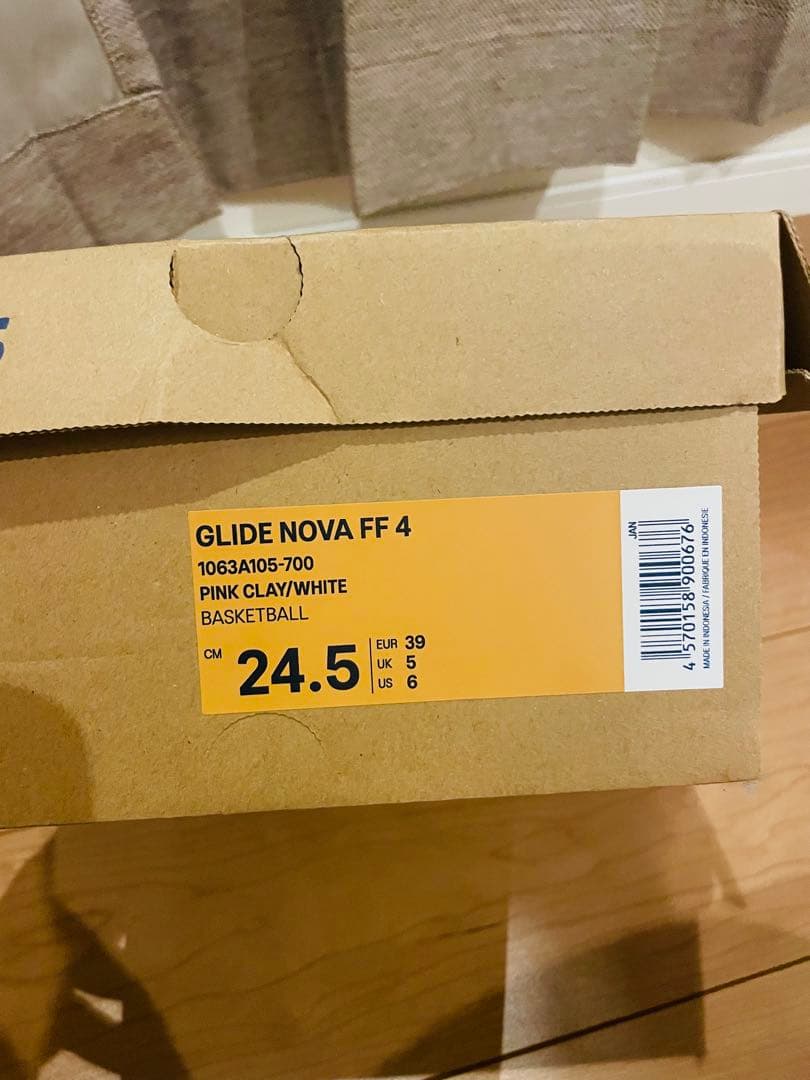 GLIDE NOVA FF 4
1063A105-700
PINK CLAY/WHITE
BASKETBALL
CM 24.5
EUR 39
UK 5
US 6
JAN
4 570158 900676
MADE IN INDONESIA / FABRIQUE EN INDONESIE